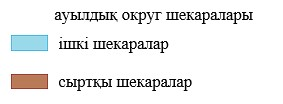 ауылдық округ шекаралары
ішкі шекаралар
сыртқы шекаралар